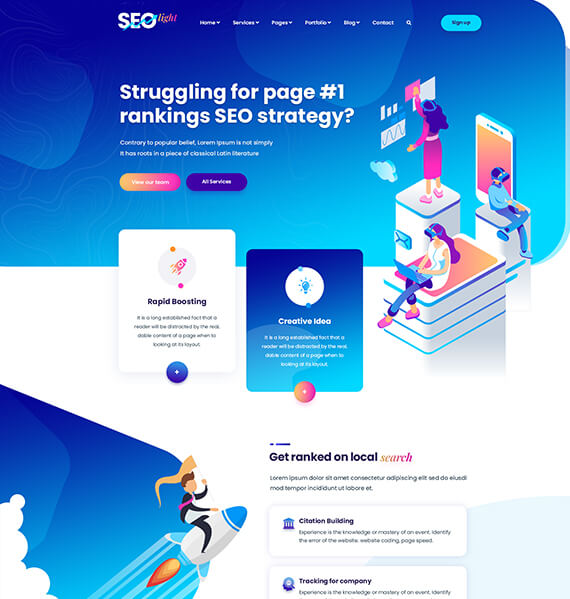 SEOlight
Home Services Pages Portfolio Blog Contact
Sign up
Struggling for page #1
rankings SEO strategy?
Contrary to popular belief, Lorem Ipsum is not simply
It has roots in a piece of classical Latin literature
View our team
All Services
Rapid Boosting
It is a long established fact that a
reader will be distracted by the real,
dable content of a page when to
looking at its layout.
+
Creative Idea
It is a long established fact that a
reader will be distracted by the real,
dable content of a page when to
looking at its layout.
+
Get ranked on local search
Lorem ipsum dolor sit amet consectetur adipiscing elit sed do eiusdi
mod tempor incididunt ut labore et.
Citation Building
Experience is the knowledge or mastery of an event, Identify
the error of the website: website coding, page speed.
Tracking for company
Experience is the knowledge or mastery of an event, Identify